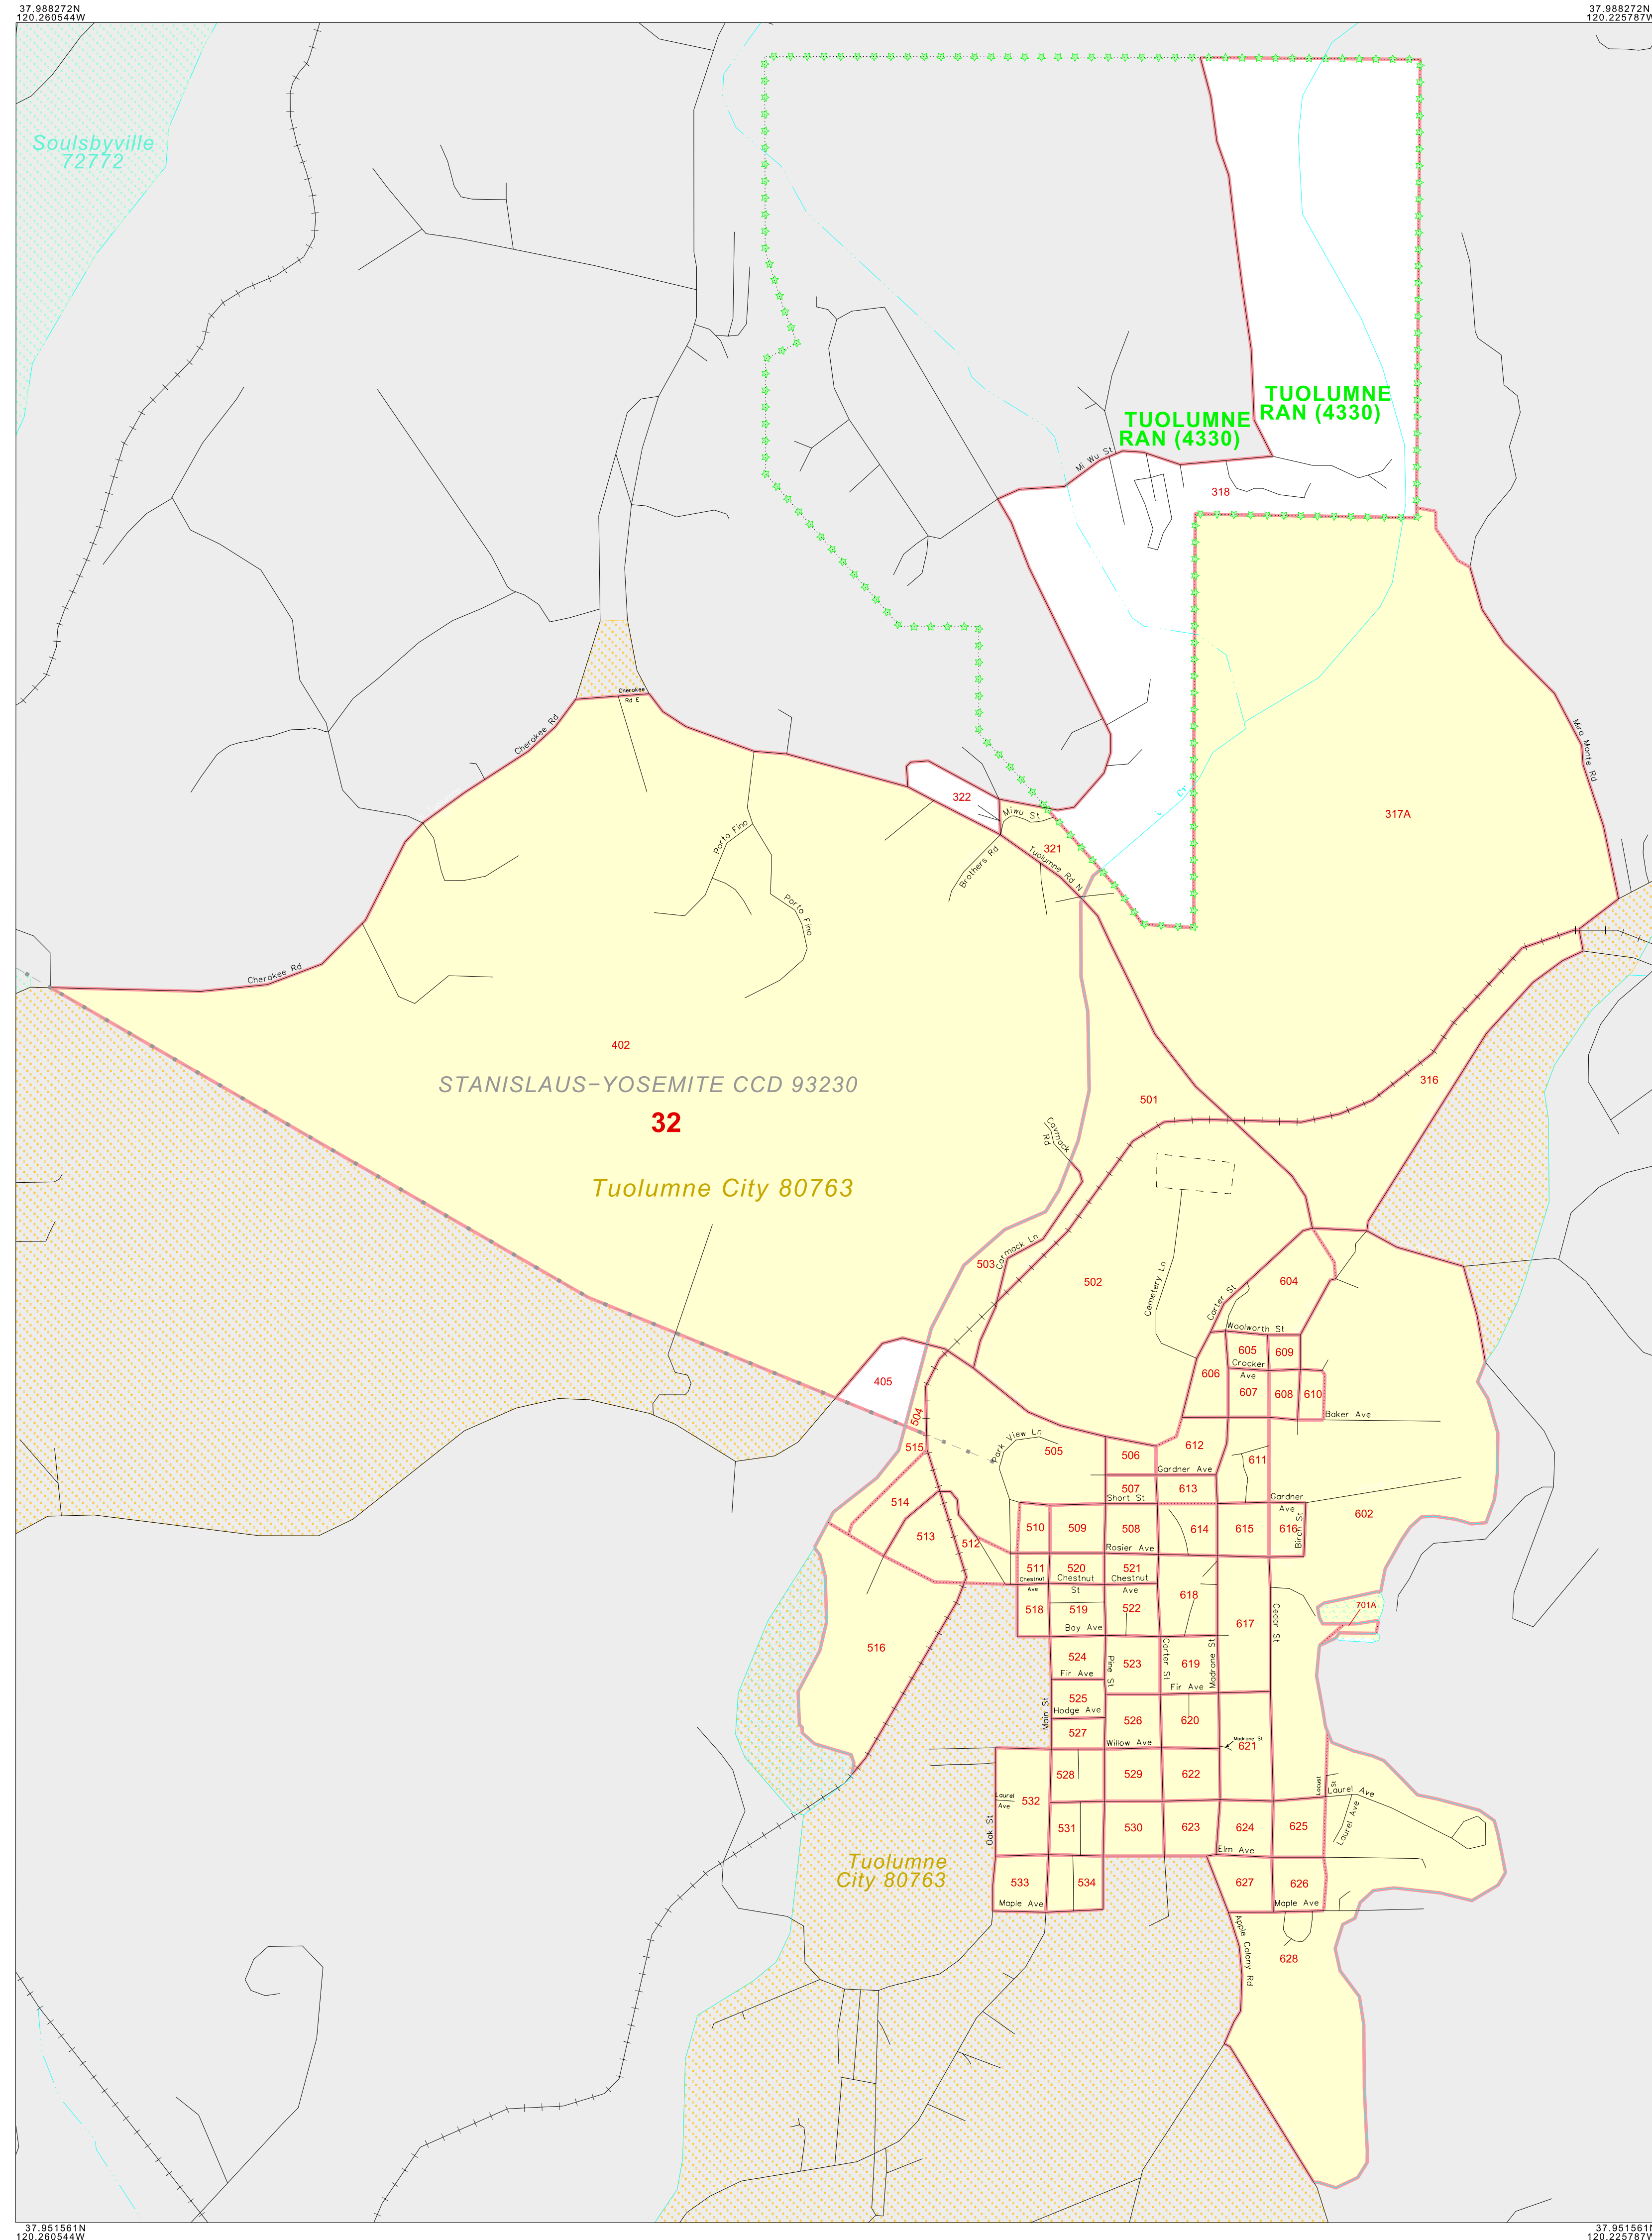 37.988272N
120.260544W
37.988272N
120.225787W
Soulsbyville
72772
TUOLUMNE
RAN (4330)
TUOLUMNE
RAN (4330)
Mi Wu St
318
Cherokee
Rd E
Cherokee Rd
Mira Monte Rd
322
Miwu St
317A
Cr
Porto Fino
321
Tuolumne Rd N
Brothers Rd
Porto Fino
Cherokee Rd
402
STANISLAUS-YOSEMITE CCD 93230
32
316
501
Tuolumne City 80763
Cavmack
Rd
Carmack Ln
503
502
Cemetery Ln
604
Carter St
Woolworth St
605
609
Crocker
Ave
606
607
608
610
405
Baker Ave
504
515
Park View Ln
505
506
612
611
Gardner Ave
507
613
Short St
Gardner
Ave
514
602
510
509
508
614
615
616
Birch St
513
512
Rosier Ave
511
520
521
Chestnut
Ave
Chestnut
St
Chestnut
Ave
618
701A
518
519
522
617
Cedar St
Bay Ave
516
524
523
619
Pine St
Carter St
Madrone St
Fir Ave
Fir Ave
525
Main St
Hodge Ave
526
620
527
Willow Ave
Madrone St
621
528
529
622
Locust
St
Laurel Ave
Laurel
Ave
532
Laurel Ave
531
530
623
624
625
Oak St
Elm Ave
Tuolumne
City 80763
533
534
627
626
Maple Ave
Maple Ave
Apple Colony Rd
628
37.951561N
120.260544W
37.951561N
120.225787W